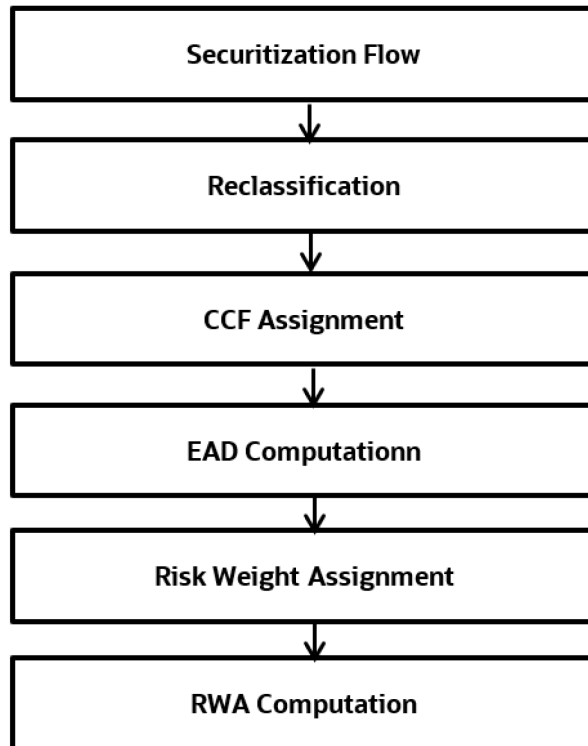 Securitization Flow
Reclassification
CCF Assignment
EAD Computationn
Risk Weight Assignment
RWA Computation